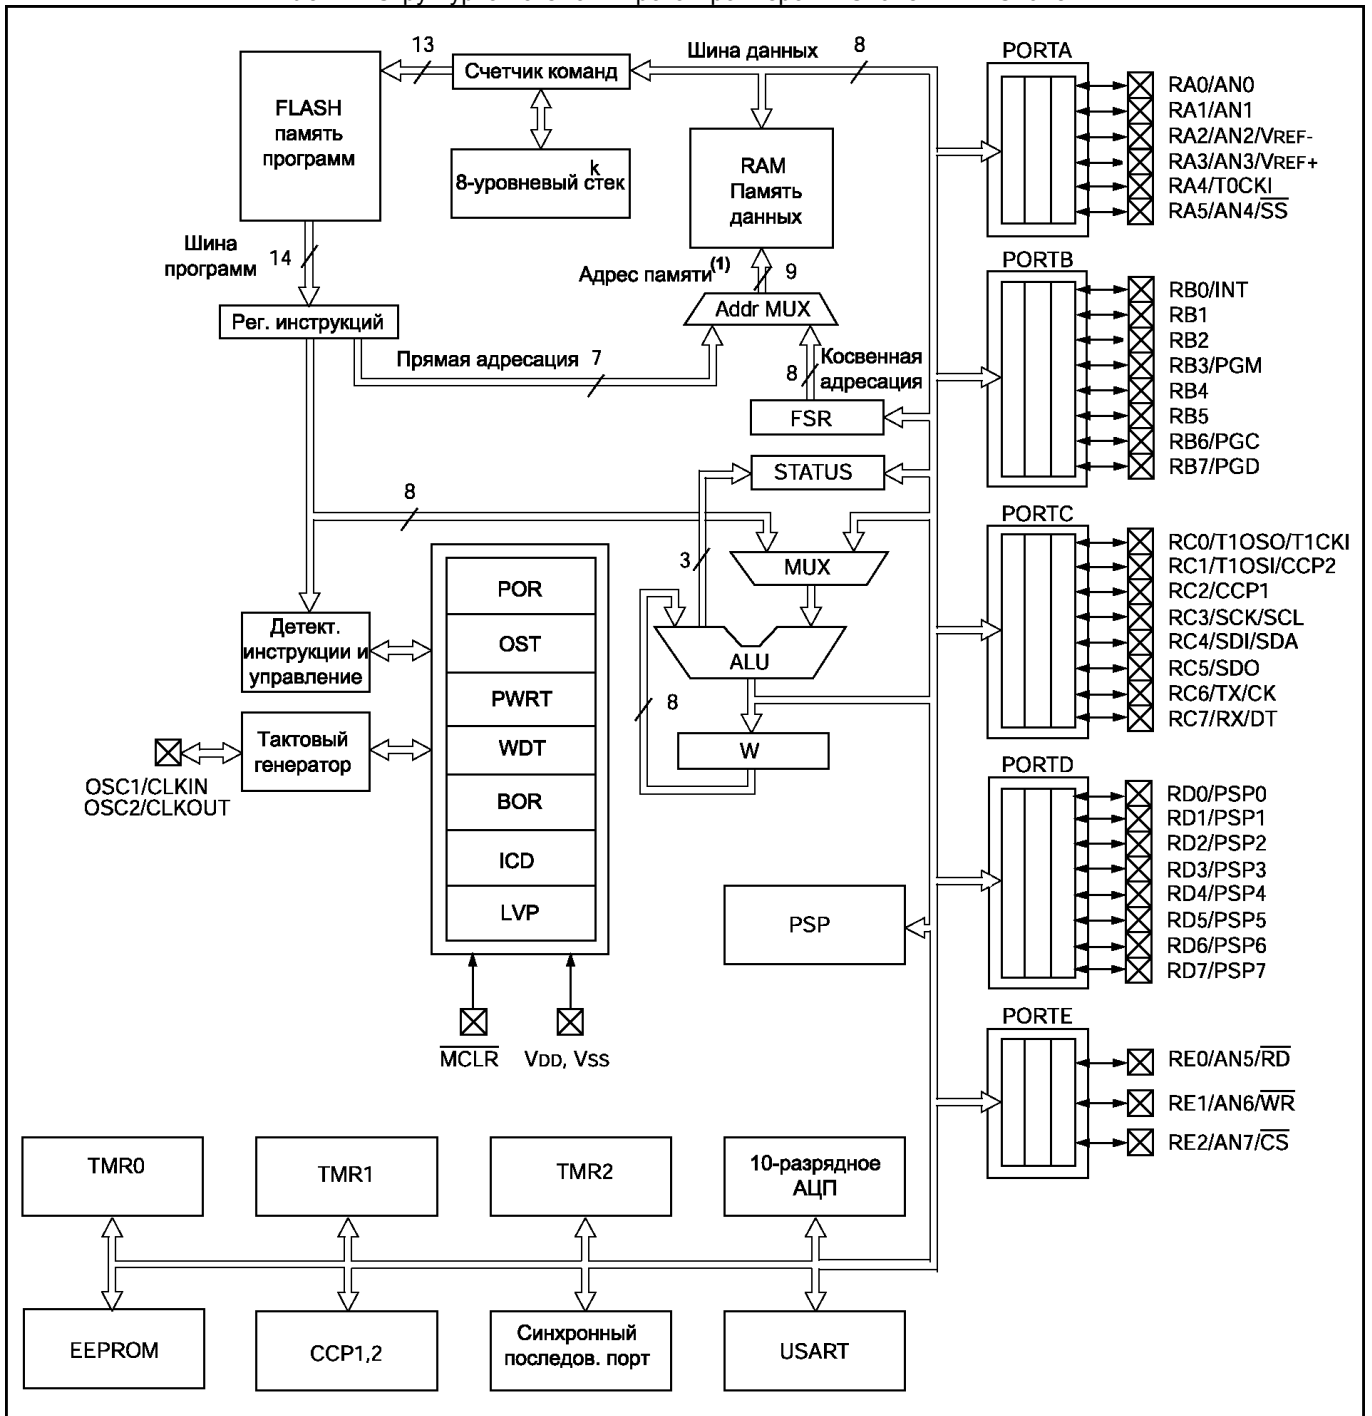 13
Счетчик команд
Шина данных
8
FLASH
память
программ
k
8-уровневый стек
RAM
Память
данных
Шина
программ
14
Адрес памяти(1)
9
Addr MUX
Рег. инструкций
Прямая адресация
7
8
Косвенная
адресация
FSR
STATUS
8
3
MUX
ALU
8
W
POR
OST
PWRT
WDT
BOR
ICD
LVP
Детект.
инструкции и
управление
Тактовый
генератор
OSC1/CLKIN
OSC2/CLKOUT
MCLR
VDD, VSS
PSP
PORTA
RA0/AN0
RA1/AN1
RA2/AN2/VREF-
RA3/AN3/VREF+
RA4/T0CKI
RA5/AN4/SS
PORTB
RB0/INT
RB1
RB2
RB3/PGM
RB4
RB5
RB6/PGC
RB7/PGD
PORTC
RC0/T1OSO/T1CKI
RC1/T1OSI/CCP2
RC2/CCP1
RC3/SCK/SCL
RC4/SDI/SDA
RC5/SDO
RC6/TX/CK
RC7/RX/DT
PORTD
RD0/PSP0
RD1/PSP1
RD2/PSP2
RD3/PSP3
RD4/PSP4
RD5/PSP5
RD6/PSP6
RD7/PSP7
PORTE
RE0/AN5/RD
RE1/AN6/WR
RE2/AN7/CS
TMR0
TMR1
TMR2
10-разрядное
АЦП
EEPROM
CCP1,2
Синхронный
последов. порт
USART